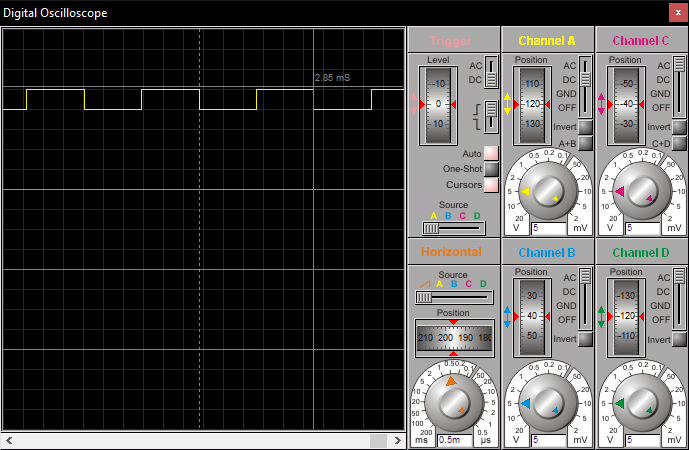 Digital Oscilloscope
2.85 mS
Trigger
Level
-10
0
10
AC
DC
Auto
One-Shot
Cursors
Source
A B C D
Channel A
Position
110
120
130
AC
DC
GND
OFF
Invert
A+B
1 0.5 0.2 0.1 50
2 20
5 10
10 5
20 2
V 5 mV
Channel C
Position
-50
-40
-30
AC
DC
GND
OFF
Invert
C+D
1 0.5 0.2 0.1 50
2 20
5 10
10 5
20 2
V 5 mV
Horizontal
Source
A B C D
Position
210 200 190 180
ms 0.5m µs
Channel B
Position
30
40
50
AC
DC
GND
OFF
Invert
1 0.5 0.2 0.1 50
2 20
5 10
10 5
20 2
V 5 mV
Channel D
Position
-130
-120
-110
AC
DC
GND
OFF
Invert
1 0.5 0.2 0.1 50
2 20
5 10
10 5
20 2
V 5 mV